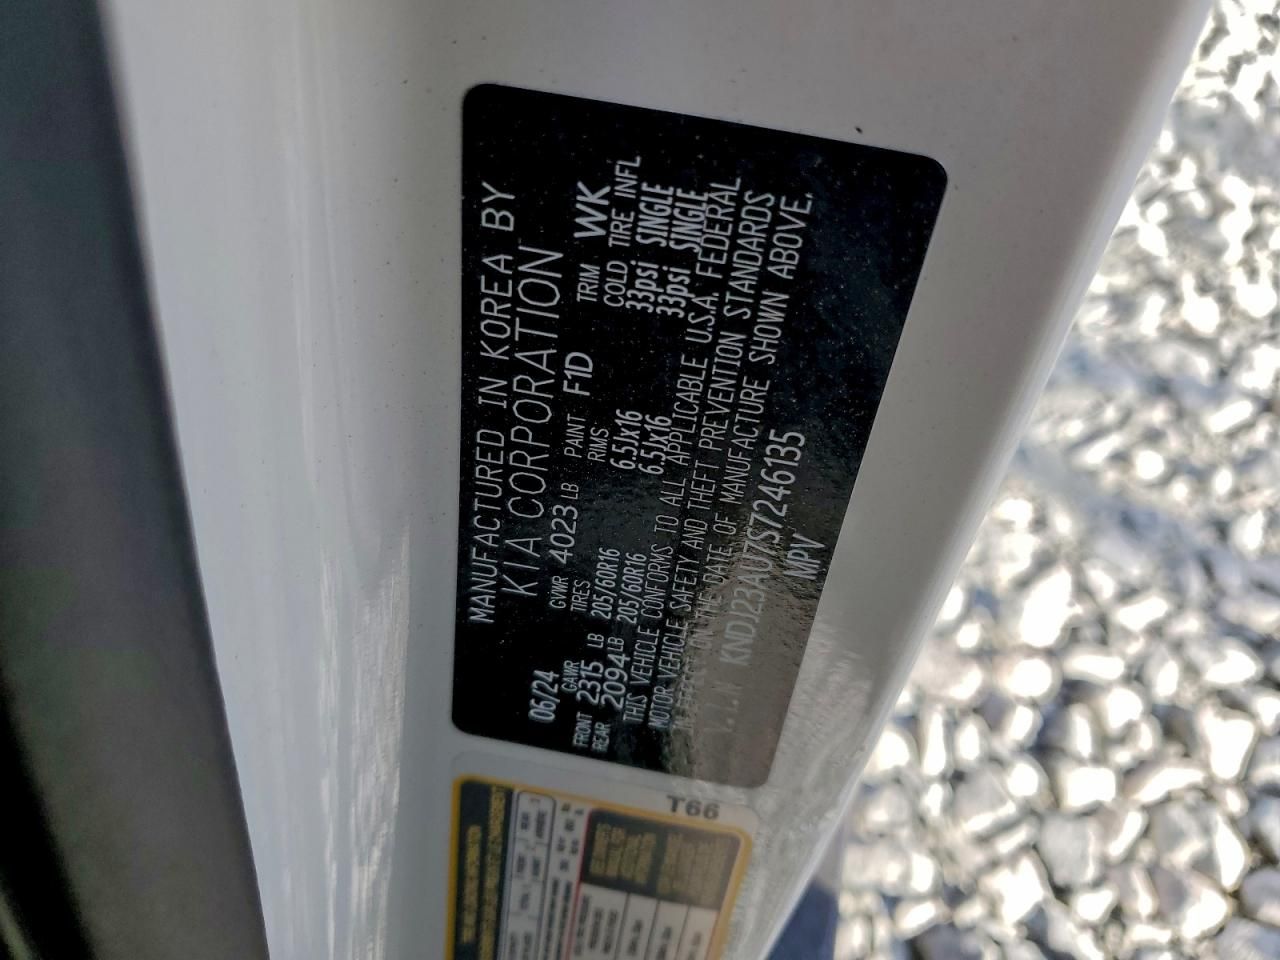 MANUFACTURED IN KOREA BY
KIA CORPORATION
06/24 GVWR 4023 LB PAINT F1D TRIM WK
GAWR TIRES RIMS COLD TIRE INFL
FRONT 2315 LB 205/60R16 6.5Jx16 33psi SINGLE
REAR 2094 LB 205/60R16 6.5Jx16 33psi SINGLE
THIS VEHICLE CONFORMS TO ALL APPLICABLE U.S.A. FEDERAL
MOTOR VEHICLE SAFETY AND THEFT PREVENTION STANDARDS
IN EFFECT ON THE DATE OF MANUFACTURE SHOWN ABOVE.
V.I.N KNDJ23AU7S7246135
MPV
T66